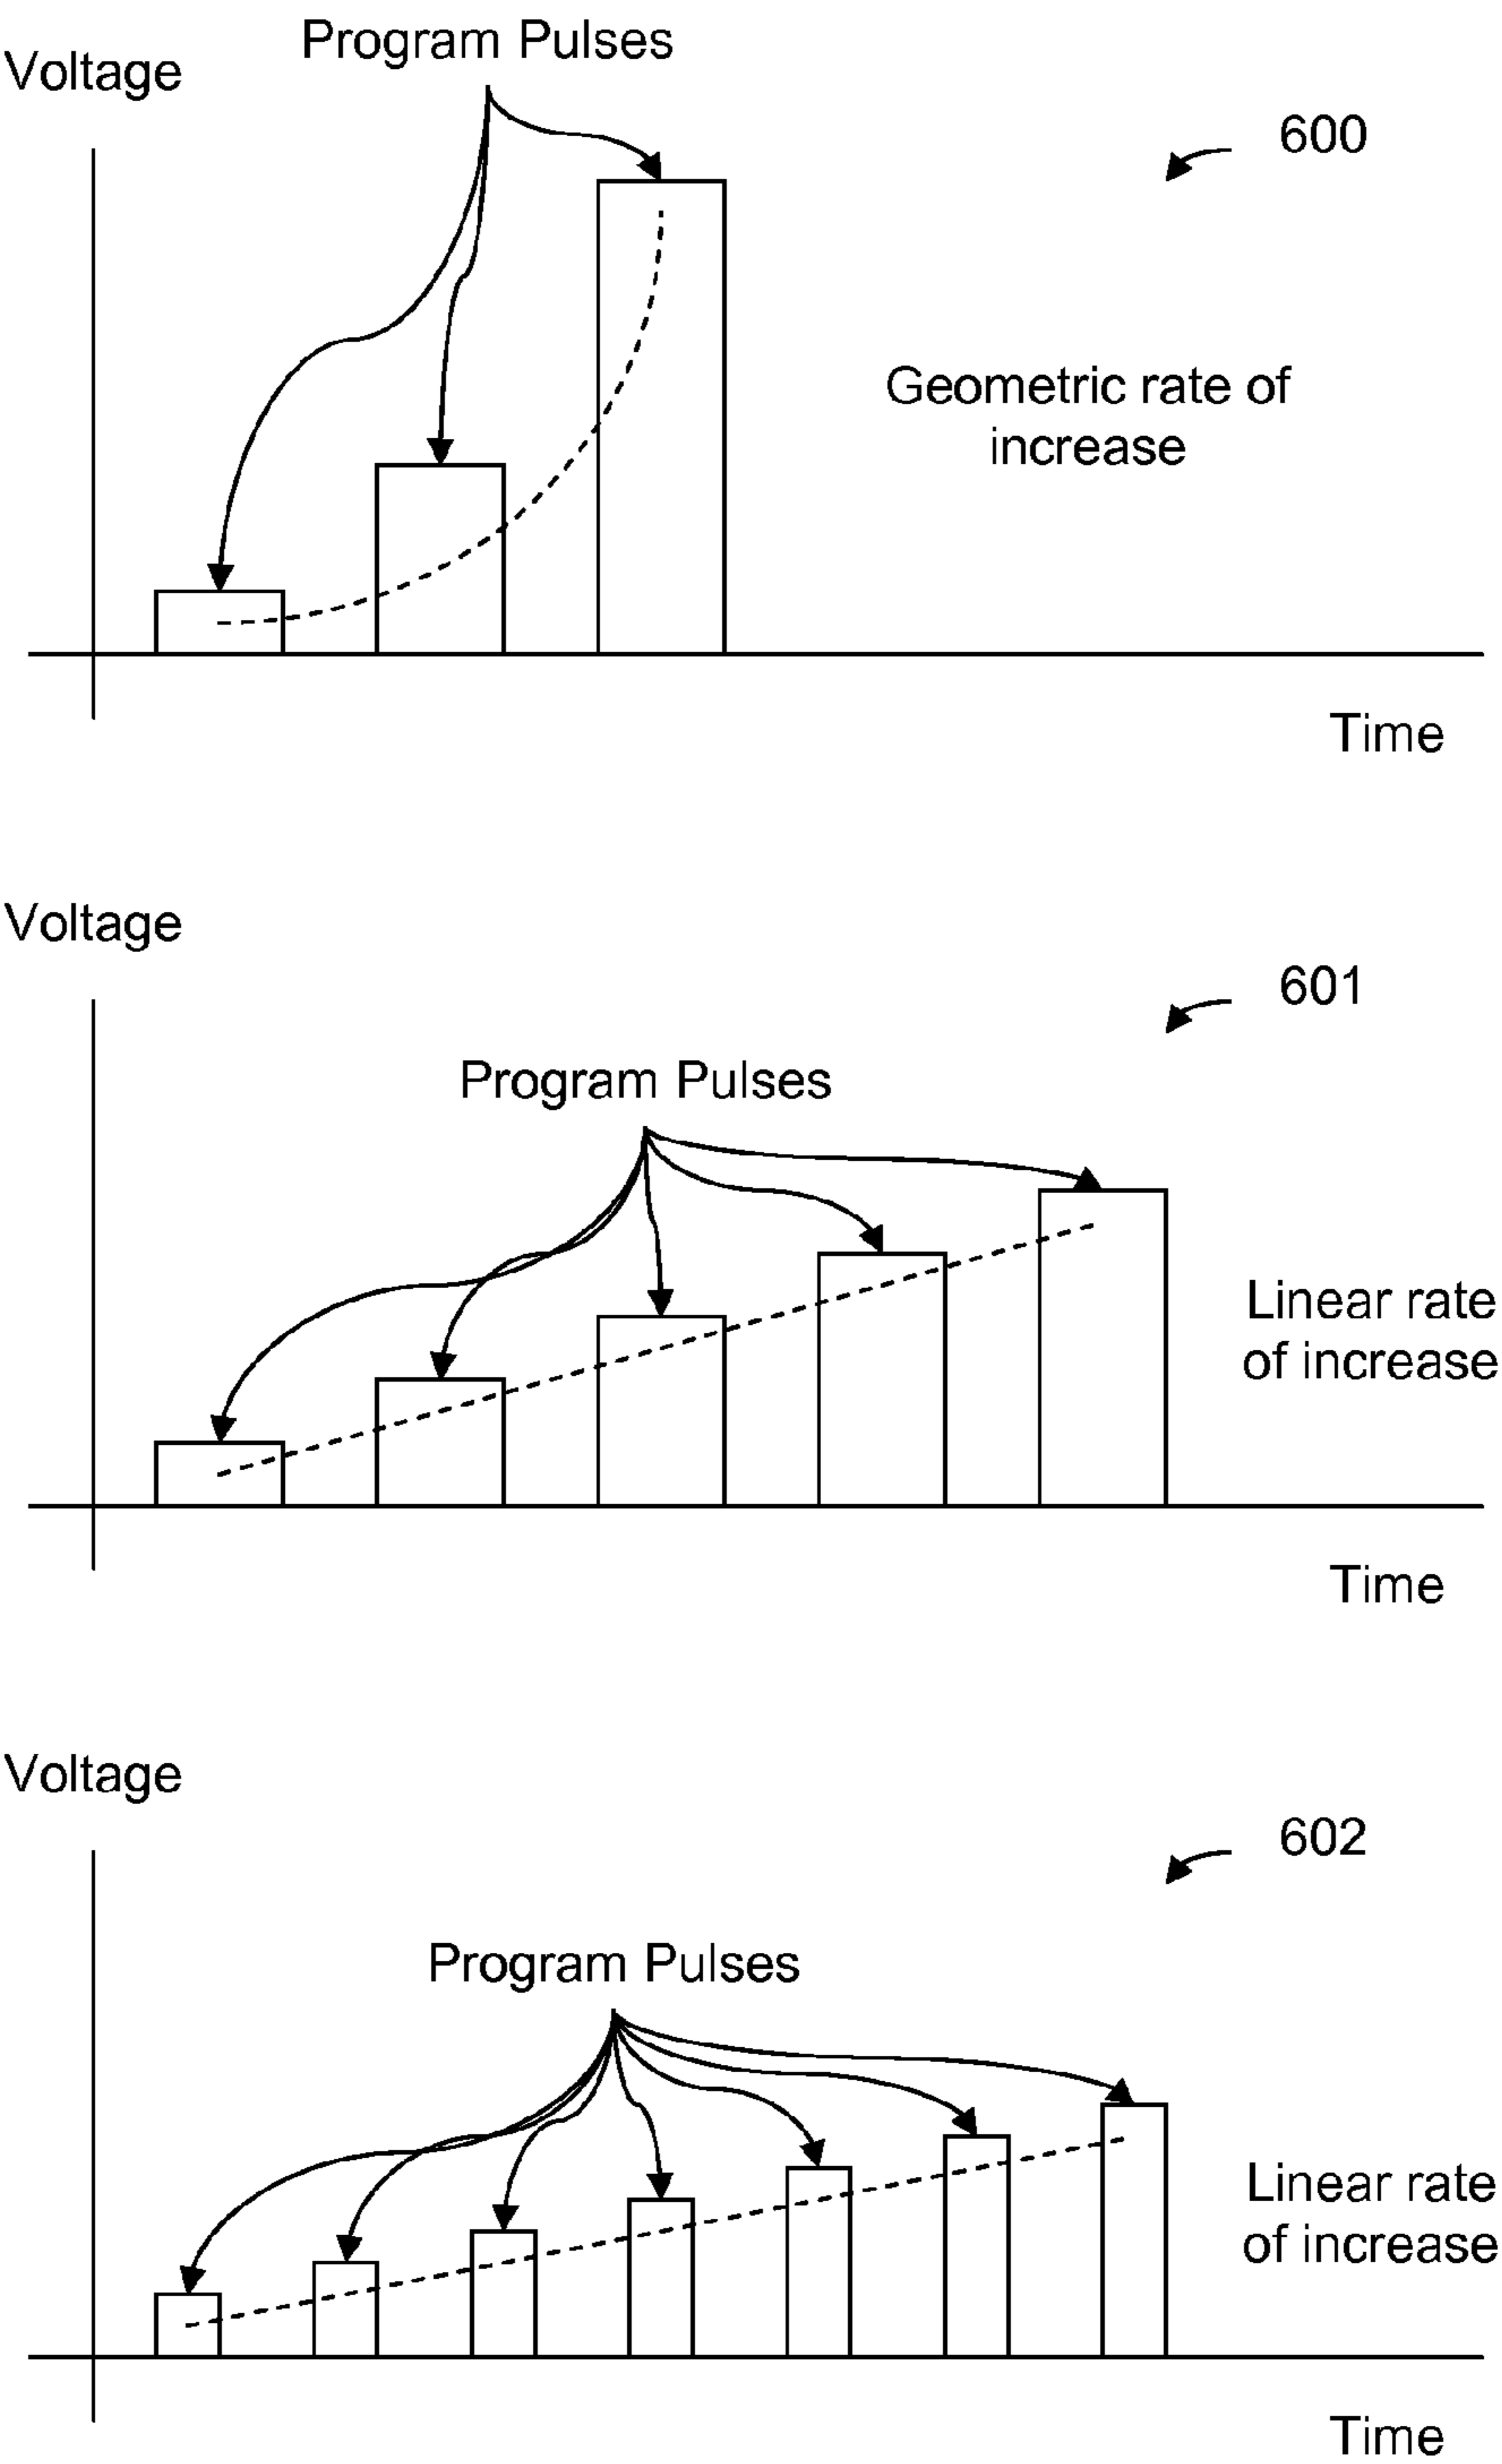 Program Pulses
Voltage
600
Geometric rate of
increase
Time
Voltage
601
Program Pulses
Linear rate
of increase
Time
Voltage
602
Program Pulses
Linear rate
of increase
Time